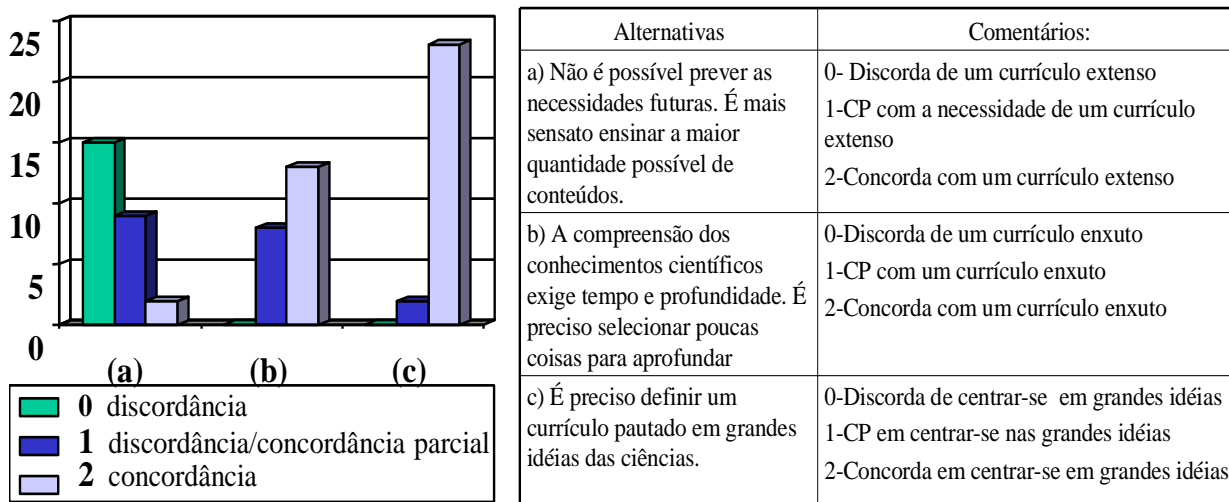 25
20
15
10
5
0
(a) (b) (c)
0 discordância
1 discordância/concordância parcial
2 concordância
Alternativas
Comentários:
a) Não é possível prever as
necessidades futuras. É mais
sensato ensinar a maior
quantidade possível de
conteúdos.
0- Discorda de um currículo extenso
1-CP com a necessidade de um currículo
extenso
2-Concorda com um currículo extenso
b) A compreensão dos
conhecimentos científicos
exige tempo e profundidade. É
preciso selecionar poucas
coisas para aprofundar
0-Discorda de um currículo enxuto
1-CP com um currículo enxuto
2-Concorda com um currículo enxuto
c) É preciso definir um
currículo pautado em grandes
idéias das ciências.
0-Discorda de centrar-se em grandes idéias
1-CP em centrar-se nas grandes idéias
2-Concorda em centrar-se em grandes idéias